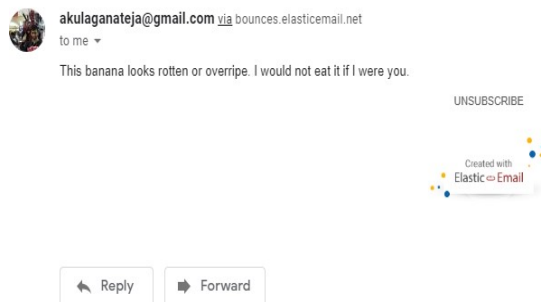 akulaganateja@gmail.com via bounces.elasticemail.net
to me
This banana looks rotten or overripe. I would not eat it if I were you.
UNSUBSCRIBE
Created with
Elastic Email
Reply Forward